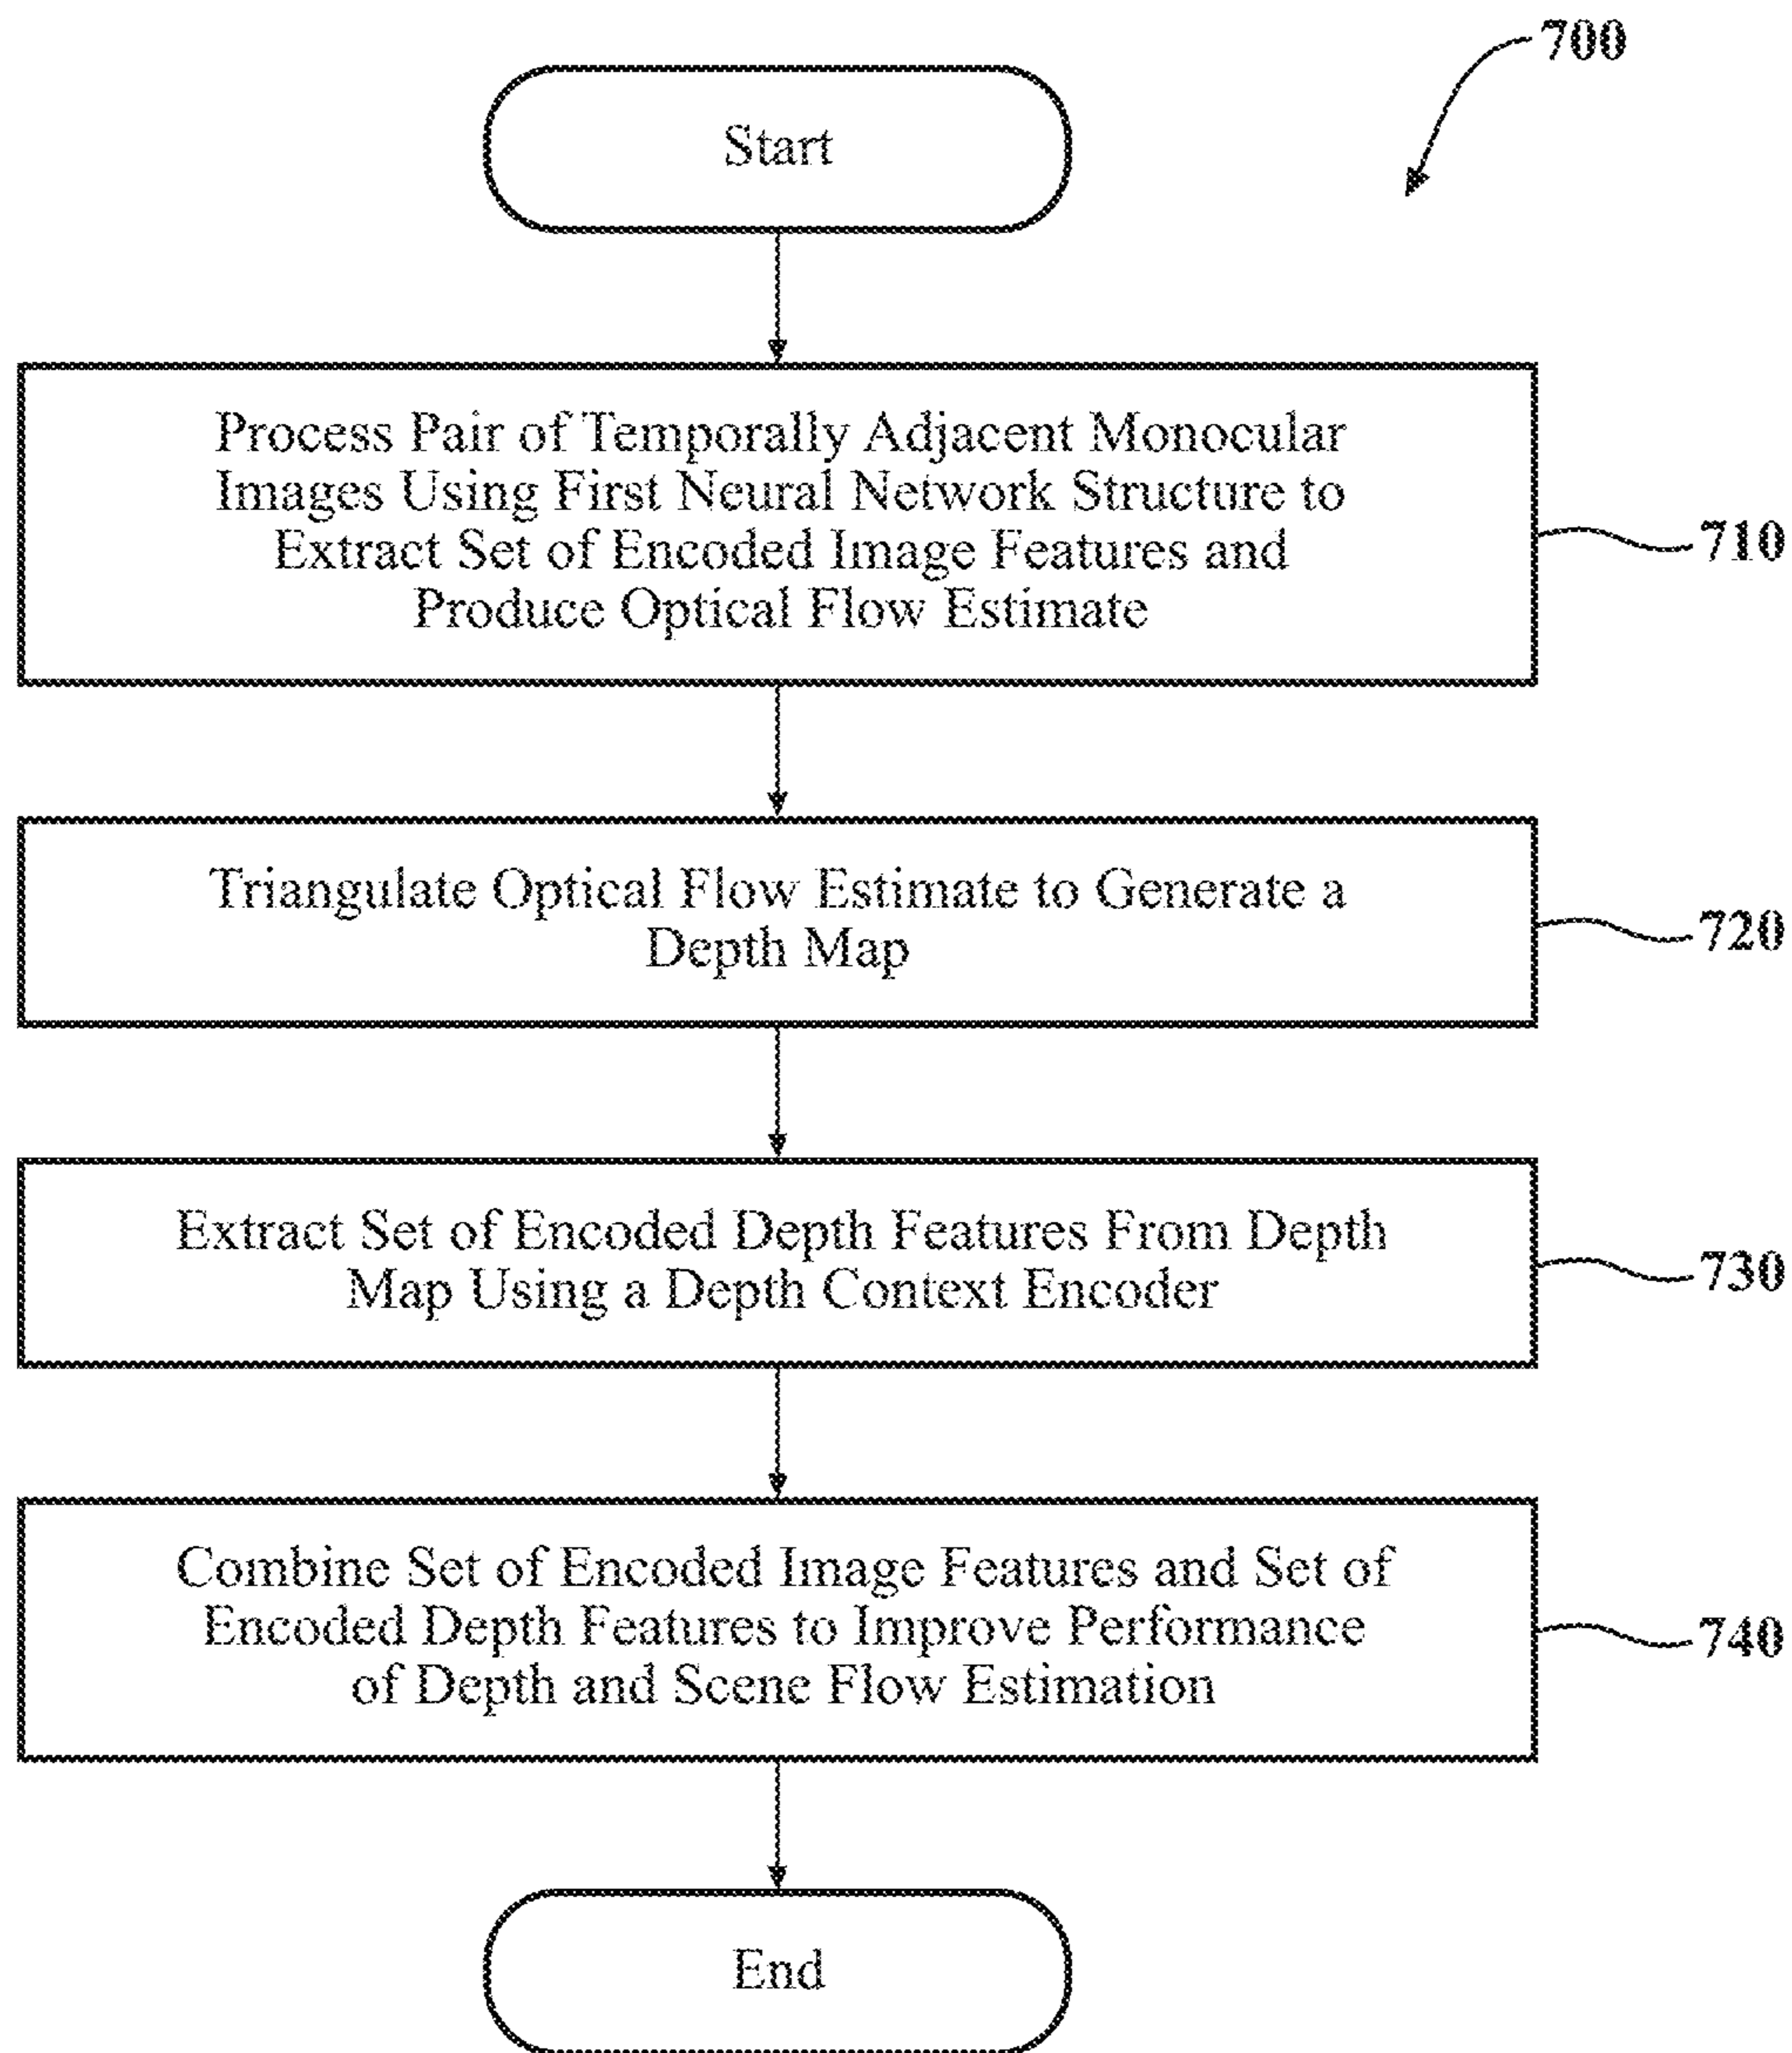 700
Start
Process Pair of Temporally Adjacent Monocular
Images Using First Neural Network Structure to
Extract Set of Encoded Image Features and
Produce Optical Flow Estimate
710
Triangulate Optical Flow Estimate to Generate a
Depth Map
720
Extract Set of Encoded Depth Features From Depth
Map Using a Depth Context Encoder
730
Combine Set of Encoded Image Features and Set of
Encoded Depth Features to Improve Performance
of Depth and Scene Flow Estimation
740
End